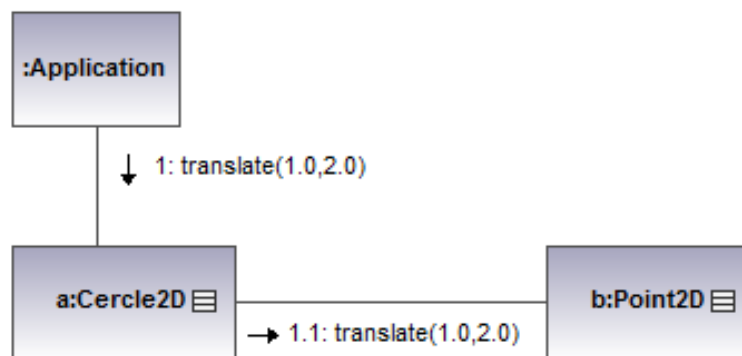 :Application
1: translate(1.0,2.0)
a:Cercle2D
b:Point2D
1.1: translate(1.0,2.0)